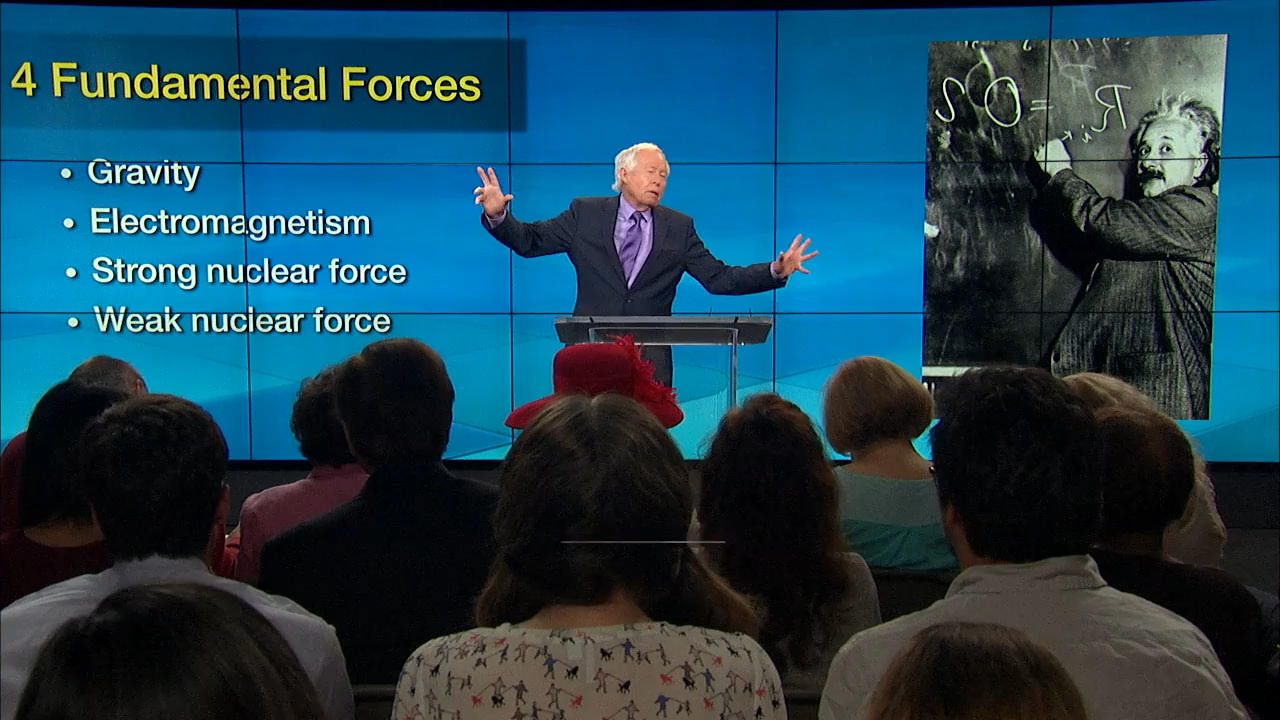 4 Fundamental Forces
• Gravity
• Electromagnetism
• Strong nuclear force
• Weak nuclear force